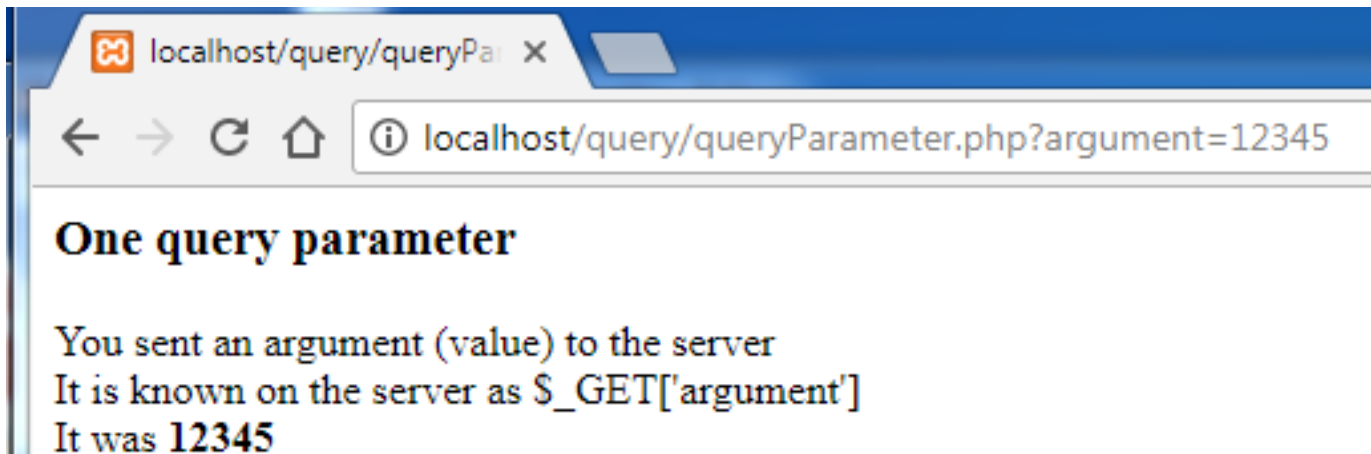 localhost/query/queryPa
localhost/query/queryParameter.php?argument=12345
One query parameter
You sent an argument (value) to the server
It is known on the server as $_GET['argument']
It was 12345